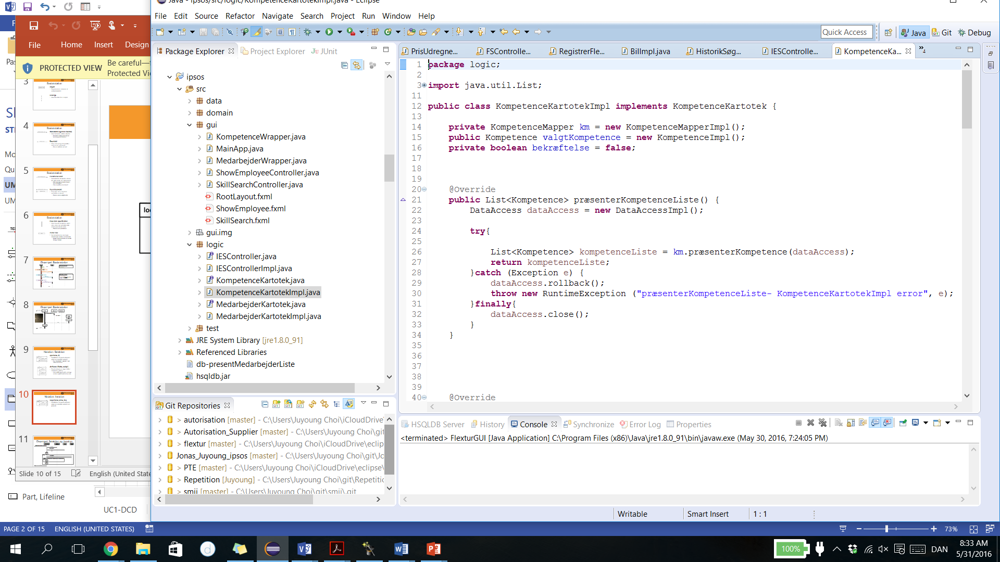 Java - ipsos/src/logic/KompetenceKartotekImpl.java - Eclipse
File Edit Source Refactor Navigate Search Project Run Window Help
Quick Access
Java
Git
Debug
File Home Insert Design
PROTECTED VIEW
Be careful—
Protected Vi
3
4
5
6
7
8
9
10
11
Slide 10 of 15
English (United State
Part, Lifeline
UC1-DCD
Package Explorer
Project Explorer
JUnit
ipsos
src
data
domain
gui
KompetenceWrapper.java
MainApp.java
MedarbejderWrapper.java
ShowEmployeeController.java
SkillSearchController.java
RootLayout.fxml
ShowEmployee.fxml
SkillSearch.fxml
gui.img
logic
IESController.java
IESControllerImpl.java
KompetenceKartotek.java
KompetenceKartotekImpl.java
MedarbejderKartotek.java
MedarbejderKartotekImpl.java
test
JRE System Library [jre1.8.0_91]
Referenced Libraries
db-presentMedarbejderListe
hsqldb.jar
Git Repositories
> autorisation [master] - C:\Users\Juyoung Choi\iCloudDrive\
> Autorisation_Supplier [master] - C:\Users\Juyoung Choi\git
> flextur [master] - C:\Users\Juyoung Choi\iCloudDrive\eclip
Jonas_Juyoung_ipsos [master] - C:\Users\Juyoung Choi\git\Jo
> PTE [master] - C:\Users\Juyoung Choi\iCloudDrive\eclipse\
> Repetition [Juyoung] - C:\Users\Juyoung Choi\git\Repetitic
> smii [master] - C:\Users\Juyoung Choi\git\smii\.git
PrisUdregne...
FSControlle...
RegistrerFle...
BilImpl.java
HistorikSøg...
IESControlle...
KompetenceKa...
4
1 package logic;
2
3 import java.util.List;
11
12 public class KompetenceKartotekImpl implements KompetenceKartotek {
13
14 private KompetenceMapper km = new KompetenceMapperImpl();
15 public Kompetence valgtKompetence = new KompetenceImpl();
16 private boolean bekræftelse = false;
17
18
19
20 @Override
21 public List<Kompetence> præsenterKompetenceListe() {
22 DataAccess dataAccess = new DataAccessImpl();
23
24 try{
25
26 List<Kompetence> kompetenceListe = km.præsenterKompetence(dataAccess);
27 return kompetenceListe;
28 }catch (Exception e) {
29 dataAccess.rollback();
30 throw new RuntimeException ("præsenterKompetenceListe- KompetenceKartotekImpl error", e);
31 }finally{
32 dataAccess.close();
33 }
34 }
35
36
37
38
39
40 @Override
HSQLDB Server
History
Console
Synchronize
Error Log
Properties
<terminated> FlexturGUI [Java Application] C:\Program Files (x86)\Java\jre1.8.0_91\bin\javaw.exe (May 30, 2016, 7:24:05 PM)
Writable
Smart Insert
1 : 1
PAGE 2 OF 15
ENGLISH (UNITED STATES)
73%
100%
DAN
8:33 AM
5/31/2016